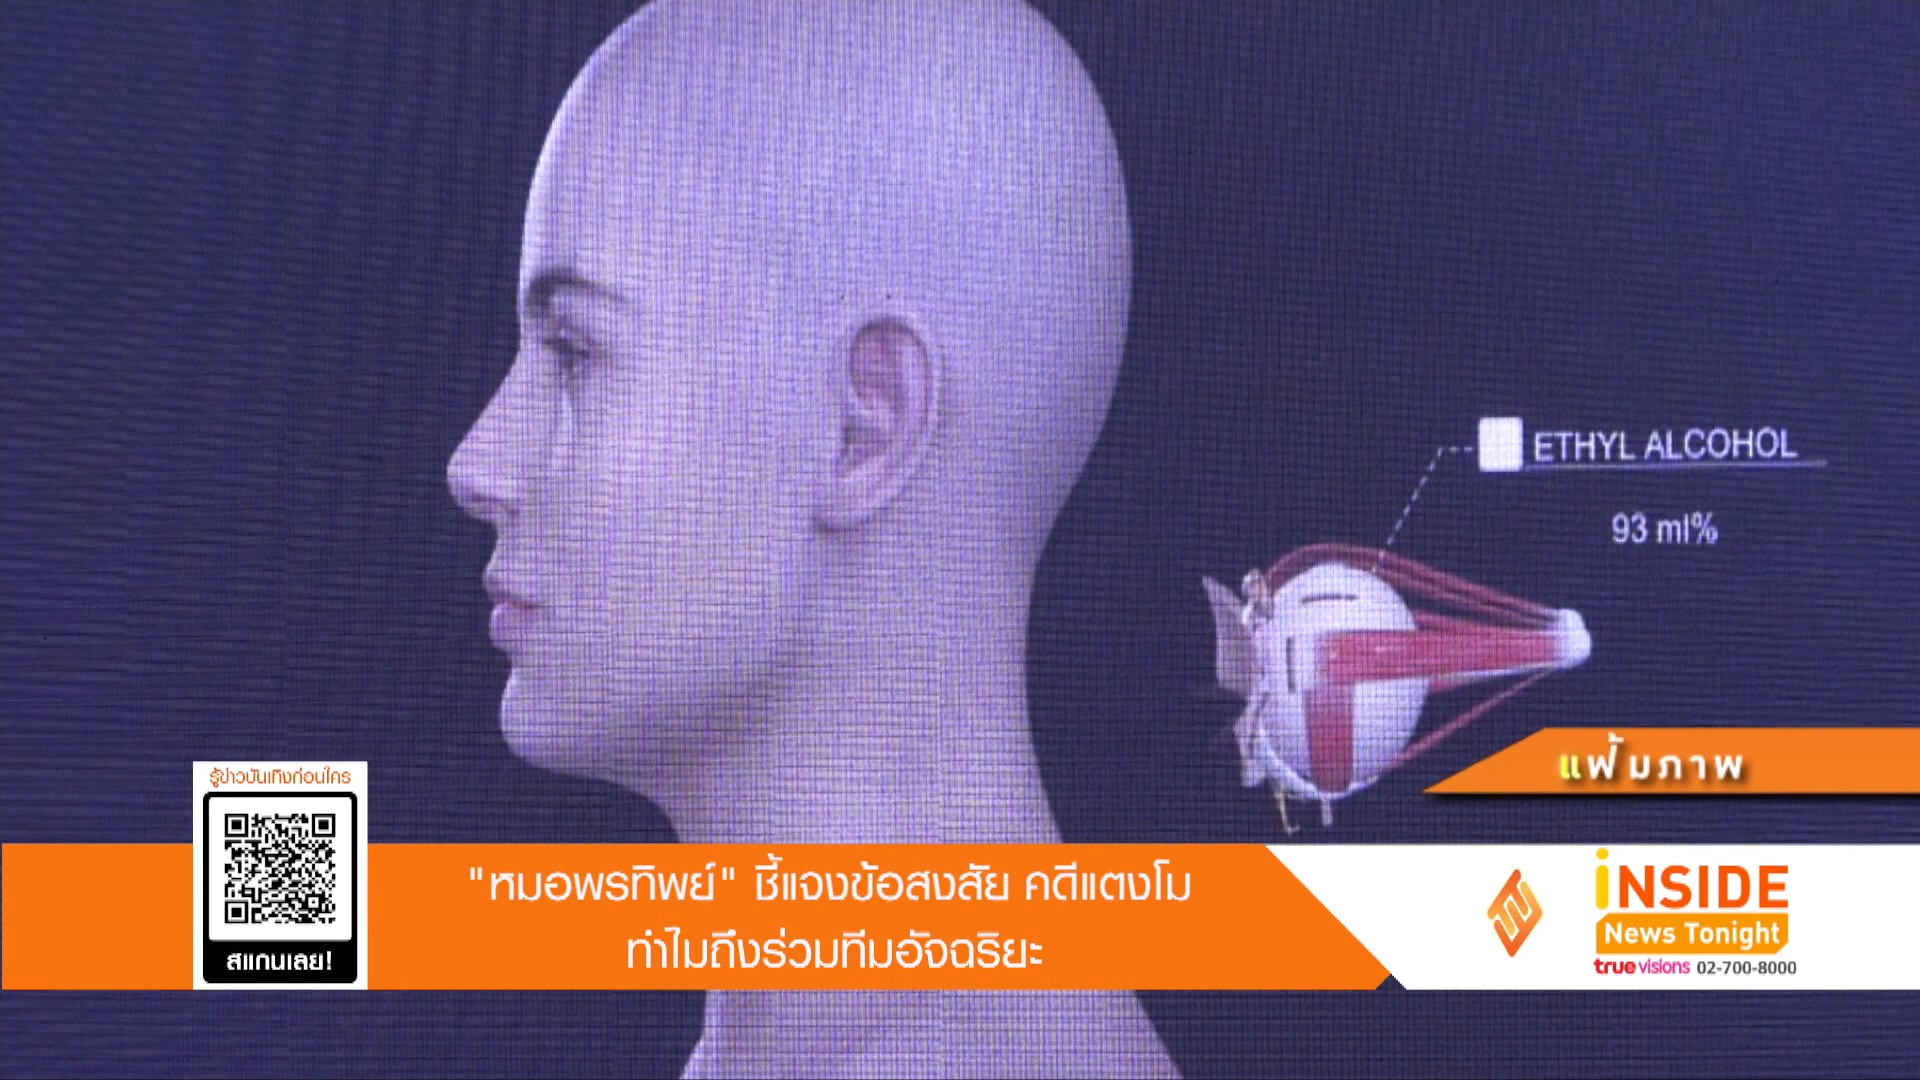 ETHYL ALCOHOL
93 ml%
แฟ้มภาพ
รู้ข่าวบันเทิงก่อนใคร
สแกนเลย!
"หมอพรทิพย์" ชี้แจงข้อสงสัย คดีแตงโม
ทำไมถึงร่วมทีมอัจฉริยะ
iNSIDE
News Tonight
true visions 02-700-8000